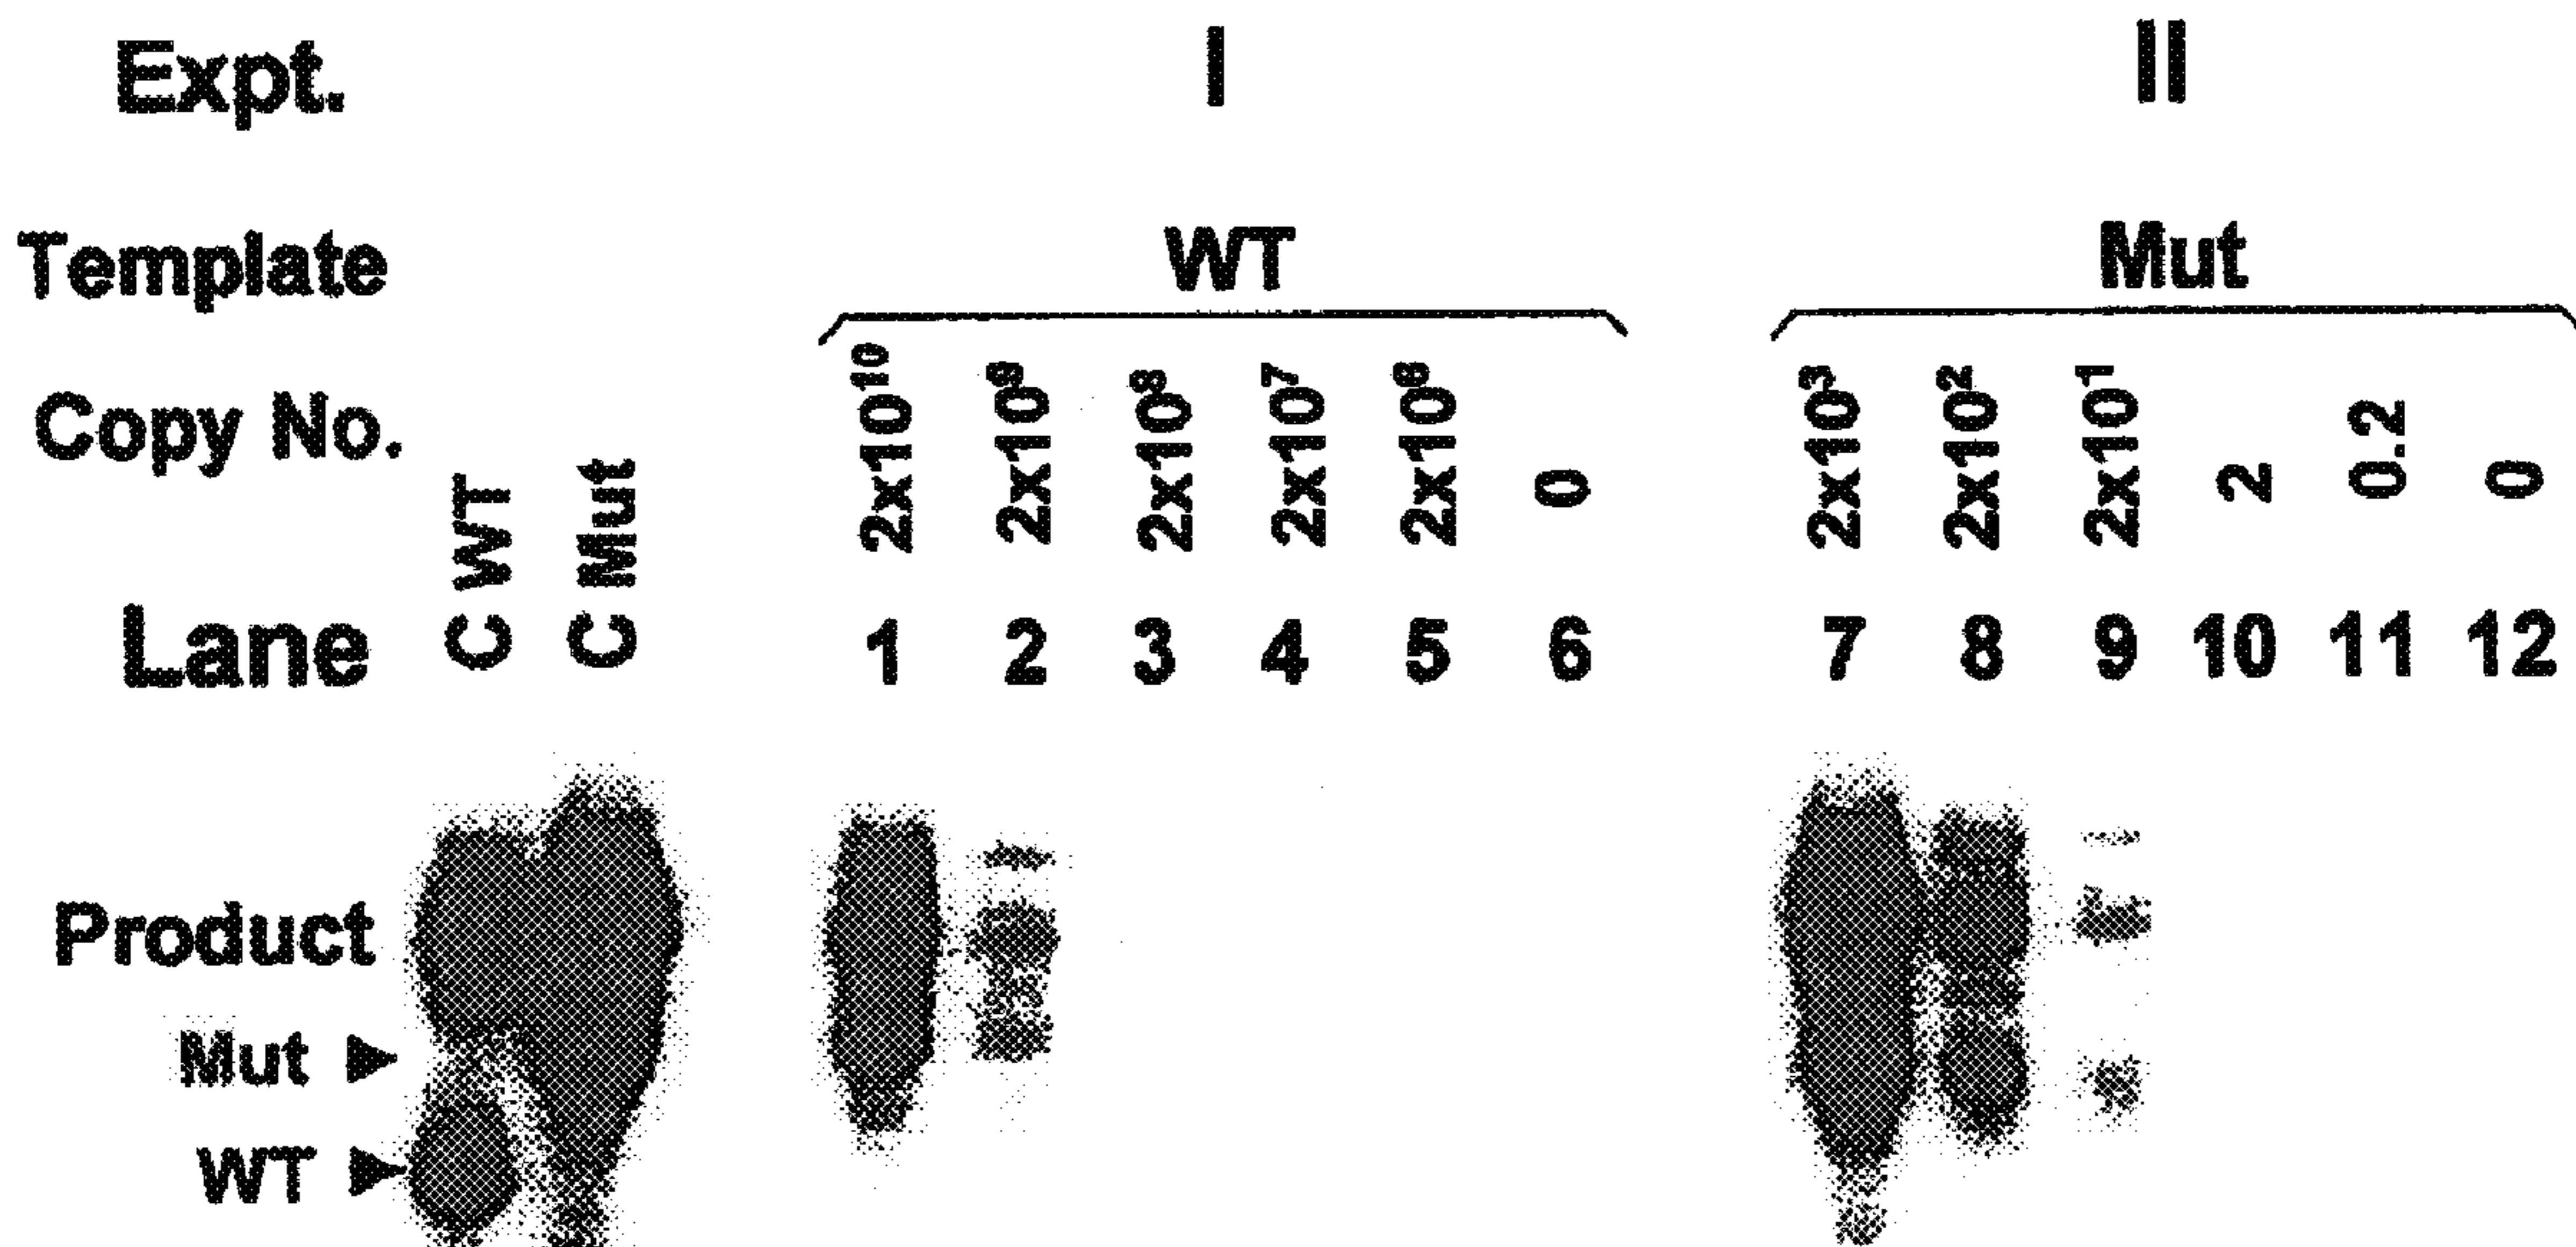 Expt. I II
Template WT Mut
Copy No. 2x10¹⁰ 2x10⁹ 2x10⁸ 2x10⁷ 2x10⁶ 0 2x10³ 2x10² 2x10¹ 2 0.2 0
Lane C WT C Mut 1 2 3 4 5 6 7 8 9 10 11 12
Product
Mut
WT